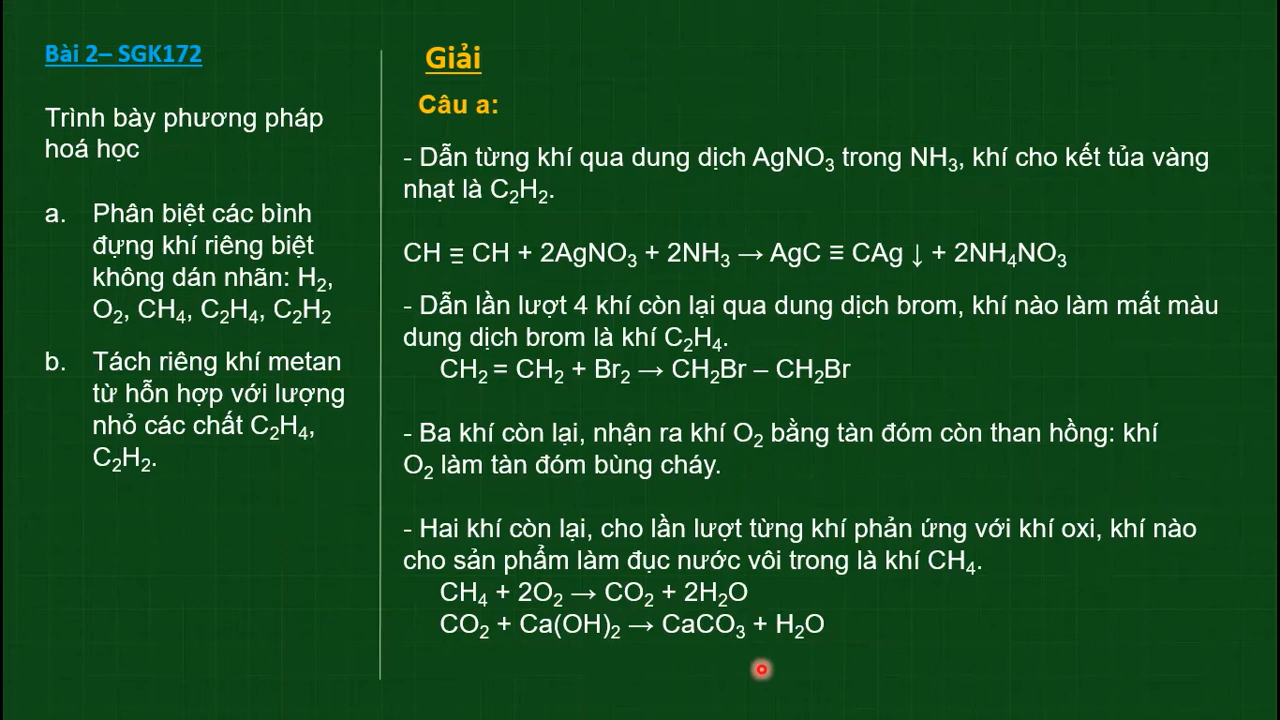 Bài 2– SGK172
Trình bày phương pháp
hoá học
a. Phân biệt các bình
đựng khí riêng biệt
không dán nhãn: H₂,
O₂, CH₄, C₂H₄, C₂H₂
b. Tách riêng khí metan
từ hỗn hợp với lượng
nhỏ các chất C₂H₄,
C₂H₂.
Giải
Câu a:
- Dẫn từng khí qua dung dịch AgNO₃ trong NH₃, khí cho kết tủa vàng
nhạt là C₂H₂.
CH ≡ CH + 2AgNO₃ + 2NH₃ → AgC ≡ CAg ↓ + 2NH₄NO₃
- Dẫn lần lượt 4 khí còn lại qua dung dịch brom, khí nào làm mất màu
dung dịch brom là khí C₂H₄.
CH₂ = CH₂ + Br₂ → CH₂Br – CH₂Br
- Ba khí còn lại, nhận ra khí O₂ bằng tàn đóm còn than hồng: khí
O₂ làm tàn đóm bùng cháy.
- Hai khí còn lại, cho lần lượt từng khí phản ứng với khí oxi, khí nào
cho sản phẩm làm đục nước vôi trong là khí CH₄.
CH₄ + 2O₂ → CO₂ + 2H₂O
CO₂ + Ca(OH)₂ → CaCO₃ + H₂O